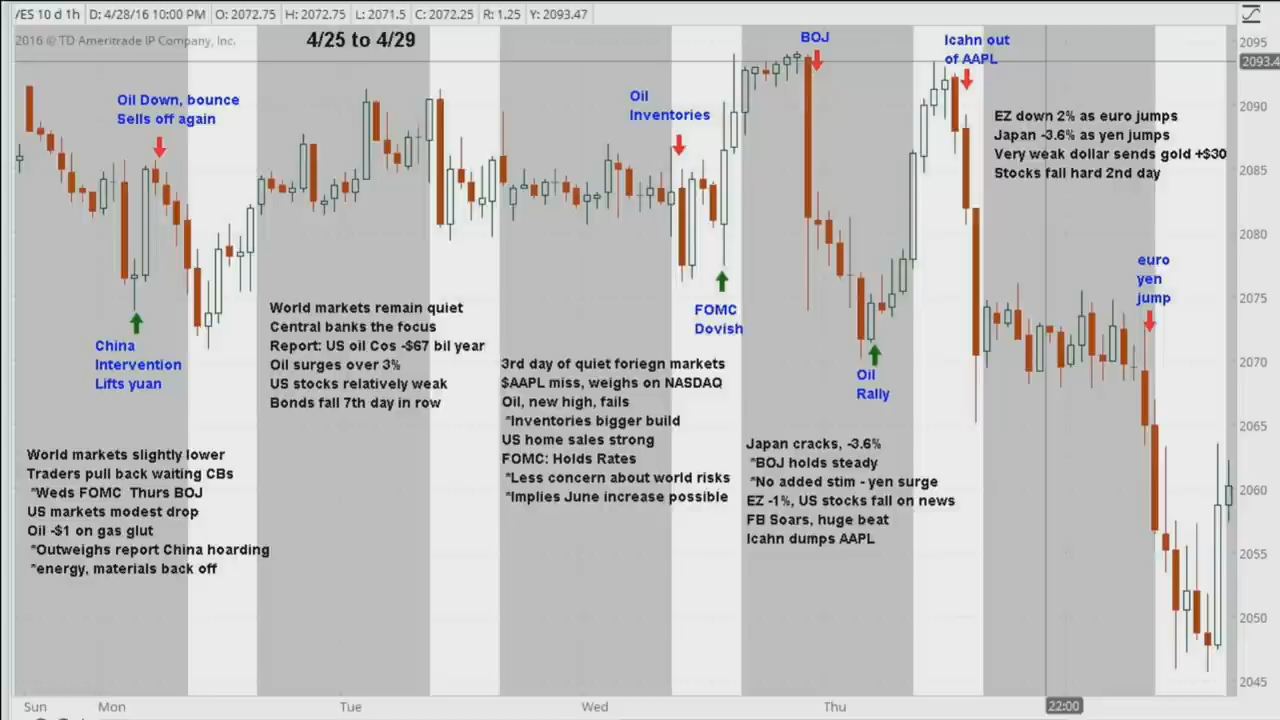 /ES 10 d 1h D: 4/28/16 10:00 PM O: 2072.75 H: 2072.75 L: 2071.5 C: 2072.25 R: 1.25 Y: 2093.47
2016 © TD Ameritrade IP Company, Inc.
4/25 to 4/29
Oil Down, bounce
Sells off again
China
Intervention
Lifts yuan
World markets slightly lower
Traders pull back waiting CBs
*Weds FOMC Thurs BOJ
US markets modest drop
Oil -$1 on gas glut
*Outweighs report China hoarding
*energy, materials back off
World markets remain quiet
Central banks the focus
Report: US oil Cos -$67 bil year
Oil surges over 3%
US stocks relatively weak
Bonds fall 7th day in row
Oil
Inventories
FOMC
Dovish
3rd day of quiet foriegn markets
$AAPL miss, weighs on NASDAQ
Oil, new high, fails
*Inventories bigger build
US home sales strong
FOMC: Holds Rates
*Less concern about world risks
*Implies June increase possible
BOJ
Oil
Rally
Japan cracks, -3.6%
*BOJ holds steady
*No added stim - yen surge
EZ -1%, US stocks fall on news
FB Soars, huge beat
Icahn dumps AAPL
Icahn out
of AAPL
EZ down 2% as euro jumps
Japan -3.6% as yen jumps
Very weak dollar sends gold +$30
Stocks fall hard 2nd day
euro
yen
jump
2095
2093.4
2090
2085
2080
2075
2070
2065
2060
2055
2050
2045
Sun Mon Tue Wed Thu 22:00